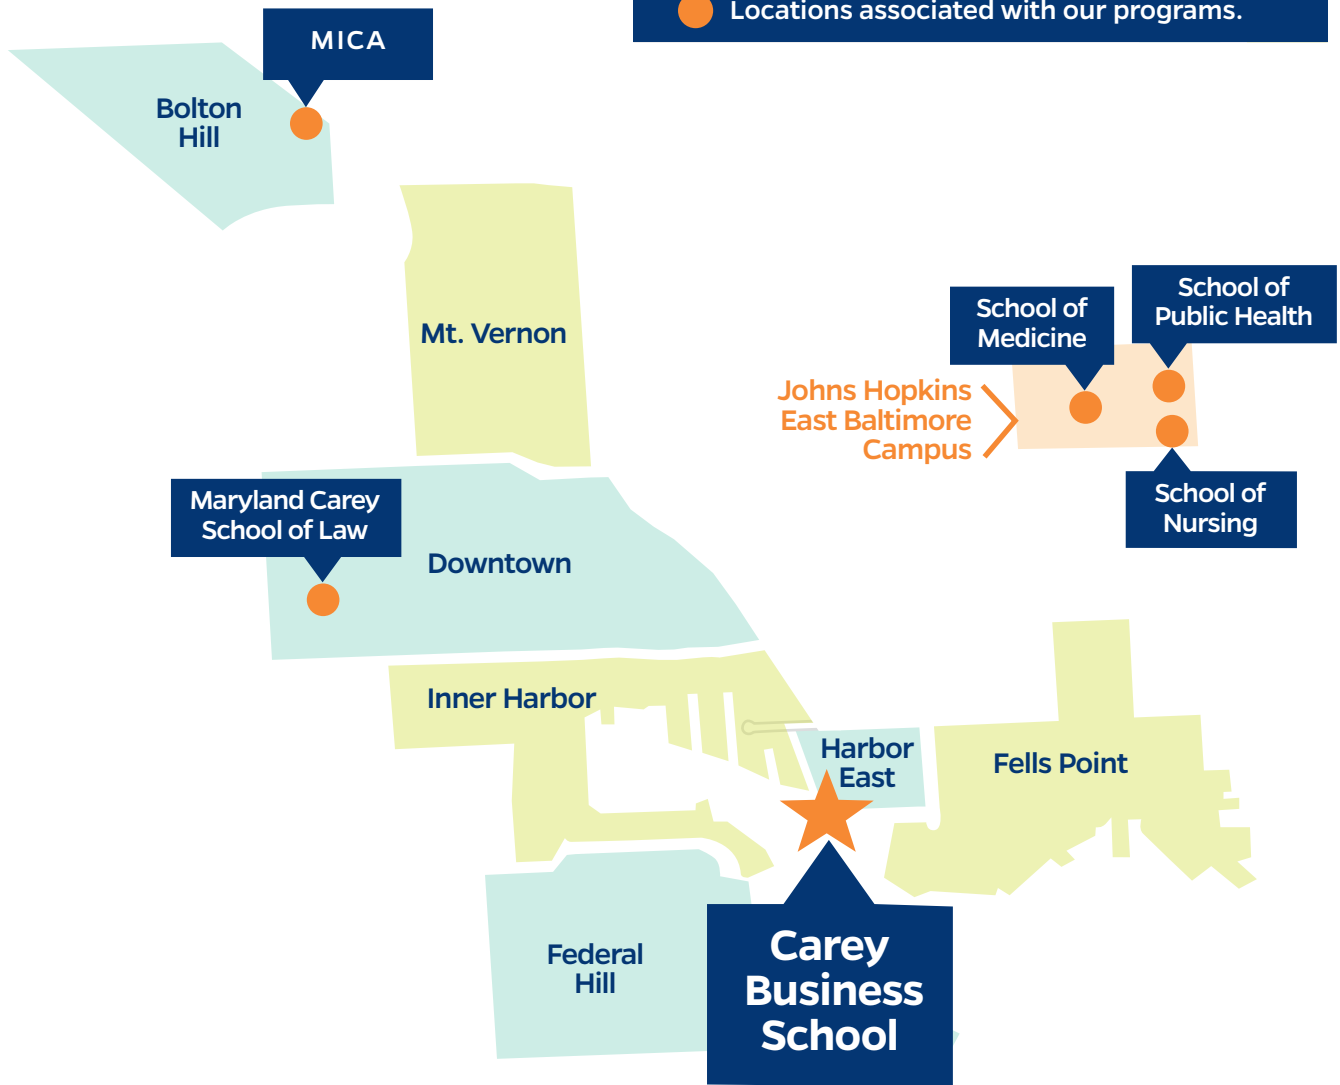 Locations associated with our programs.
MICA
Bolton
Hill
Mt. Vernon
School of
Medicine
School of
Public Health
Johns Hopkins
East Baltimore
Campus
School of
Nursing
Maryland Carey
School of Law
Downtown
Inner Harbor
Harbor
East
Fells Point
Federal
Hill
Carey
Business
School